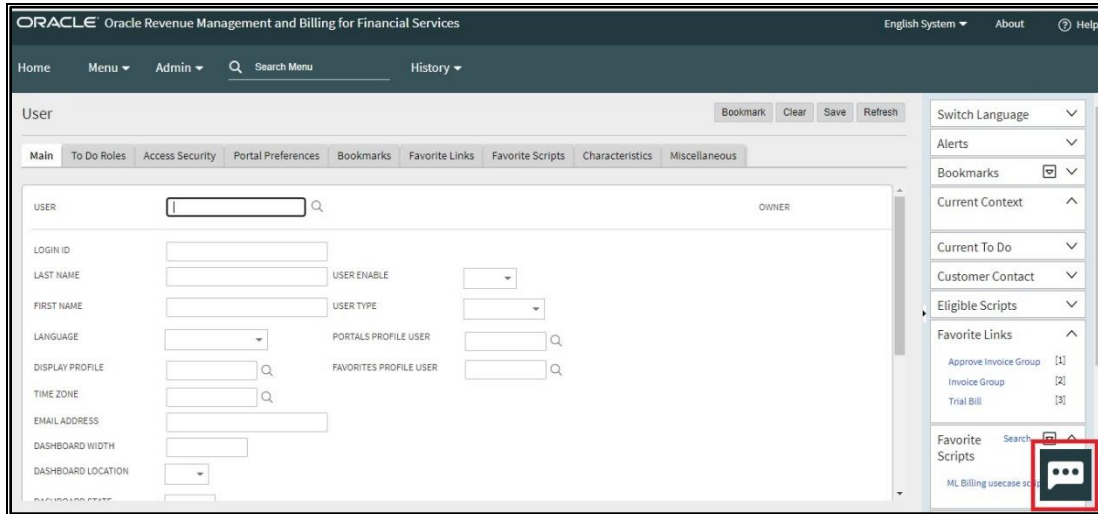 ORACLE Oracle Revenue Management and Billing for Financial Services English System About Help
Home Menu Admin Search Menu History
User Bookmark Clear Save Refresh
Main To Do Roles Access Security Portal Preferences Bookmarks Favorite Links Favorite Scripts Characteristics Miscellaneous
USER OWNER
LOGIN ID
LAST NAME USER ENABLE
FIRST NAME USER TYPE
LANGUAGE PORTALS PROFILE USER
DISPLAY PROFILE FAVORITES PROFILE USER
TIME ZONE
EMAIL ADDRESS
DASHBOARD WIDTH
DASHBOARD LOCATION
DASHBOARD STATE
Switch Language
Alerts
Bookmarks
Current Context
Current To Do
Customer Contact
Eligible Scripts
Favorite Links
Approve Invoice Group [1]
Invoice Group [2]
Trial Bill [3]
Favorite Search
Scripts
ML Billing usecase